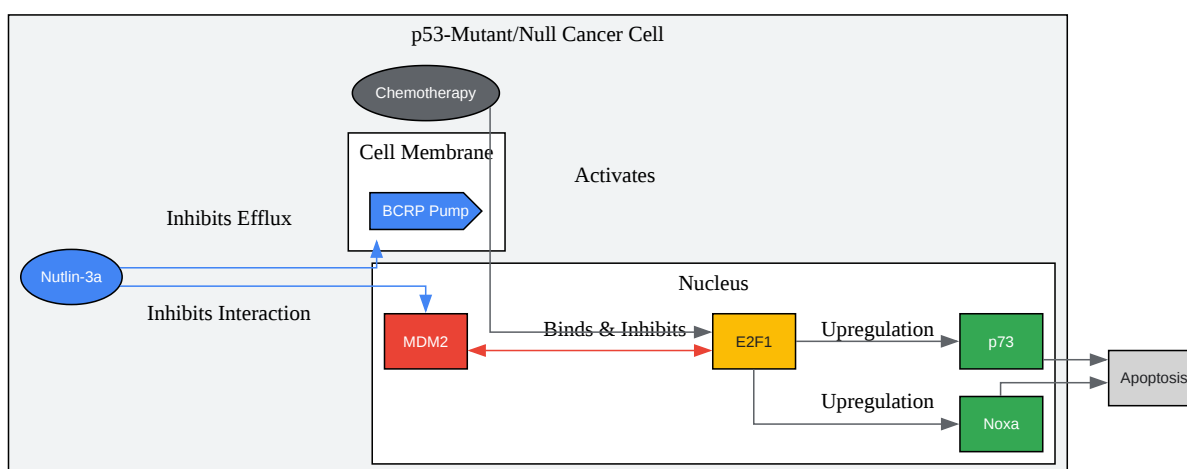 p53-Mutant/Null Cancer Cell
Chemotherapy
Cell Membrane
Activates
BCRP Pump
Inhibits Efflux
Nutlin-3a
Nucleus
Inhibits Interaction
MDM2
Binds & Inhibits
E2F1
Upregulation
p73
Apoptosis
Upregulation
Noxa